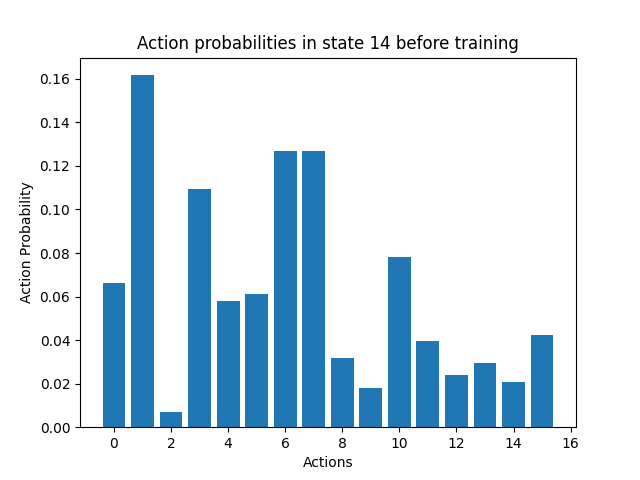 Action probabilities in state 14 before training
0.16
0.14
0.12
0.10
0.08
0.06
0.04
0.02
0.00
Action Probability
0 2 4 6 8 10 12 14 16
Actions